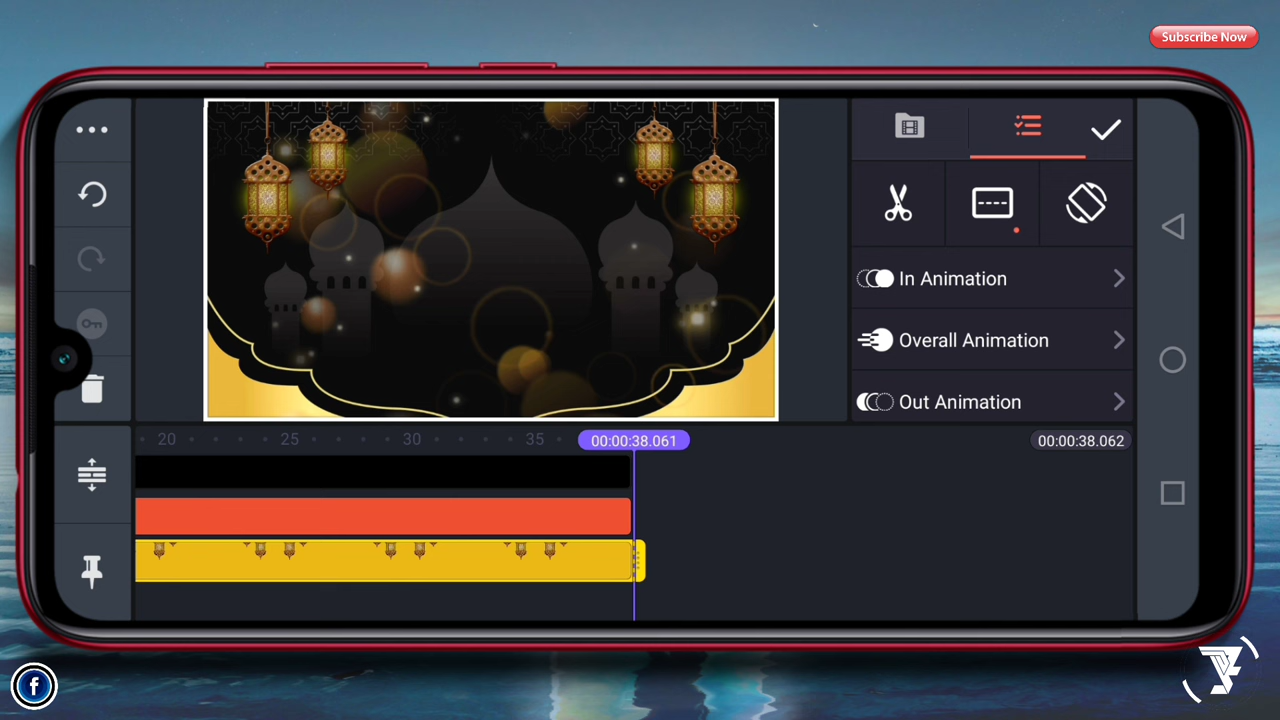 Subscribe Now
In Animation
Overall Animation
Out Animation
20 25 30 35 00:00:38.061 00:00:38.062
f